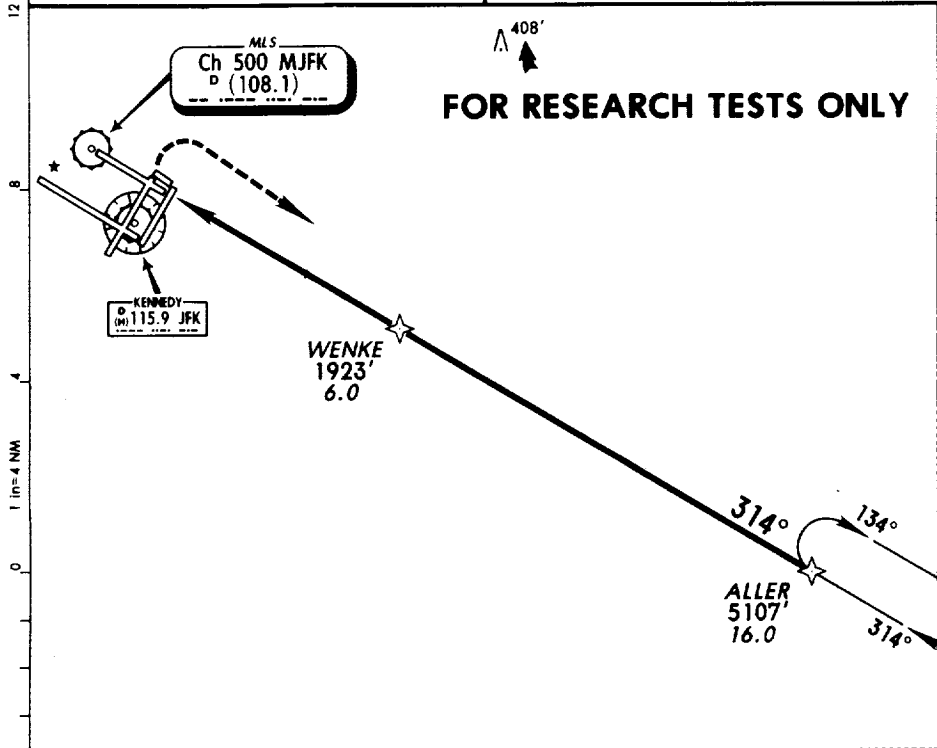 12
MLS
Ch 500 MJFK
D (108.1)
408'
FOR RESEARCH TESTS ONLY
8
KENNEDY
D
(H) 115.9 JFK
WENKE
1923'
6.0
4
1 in=4 NM
314°
134°
0
ALLER
5107'
16.0
314°